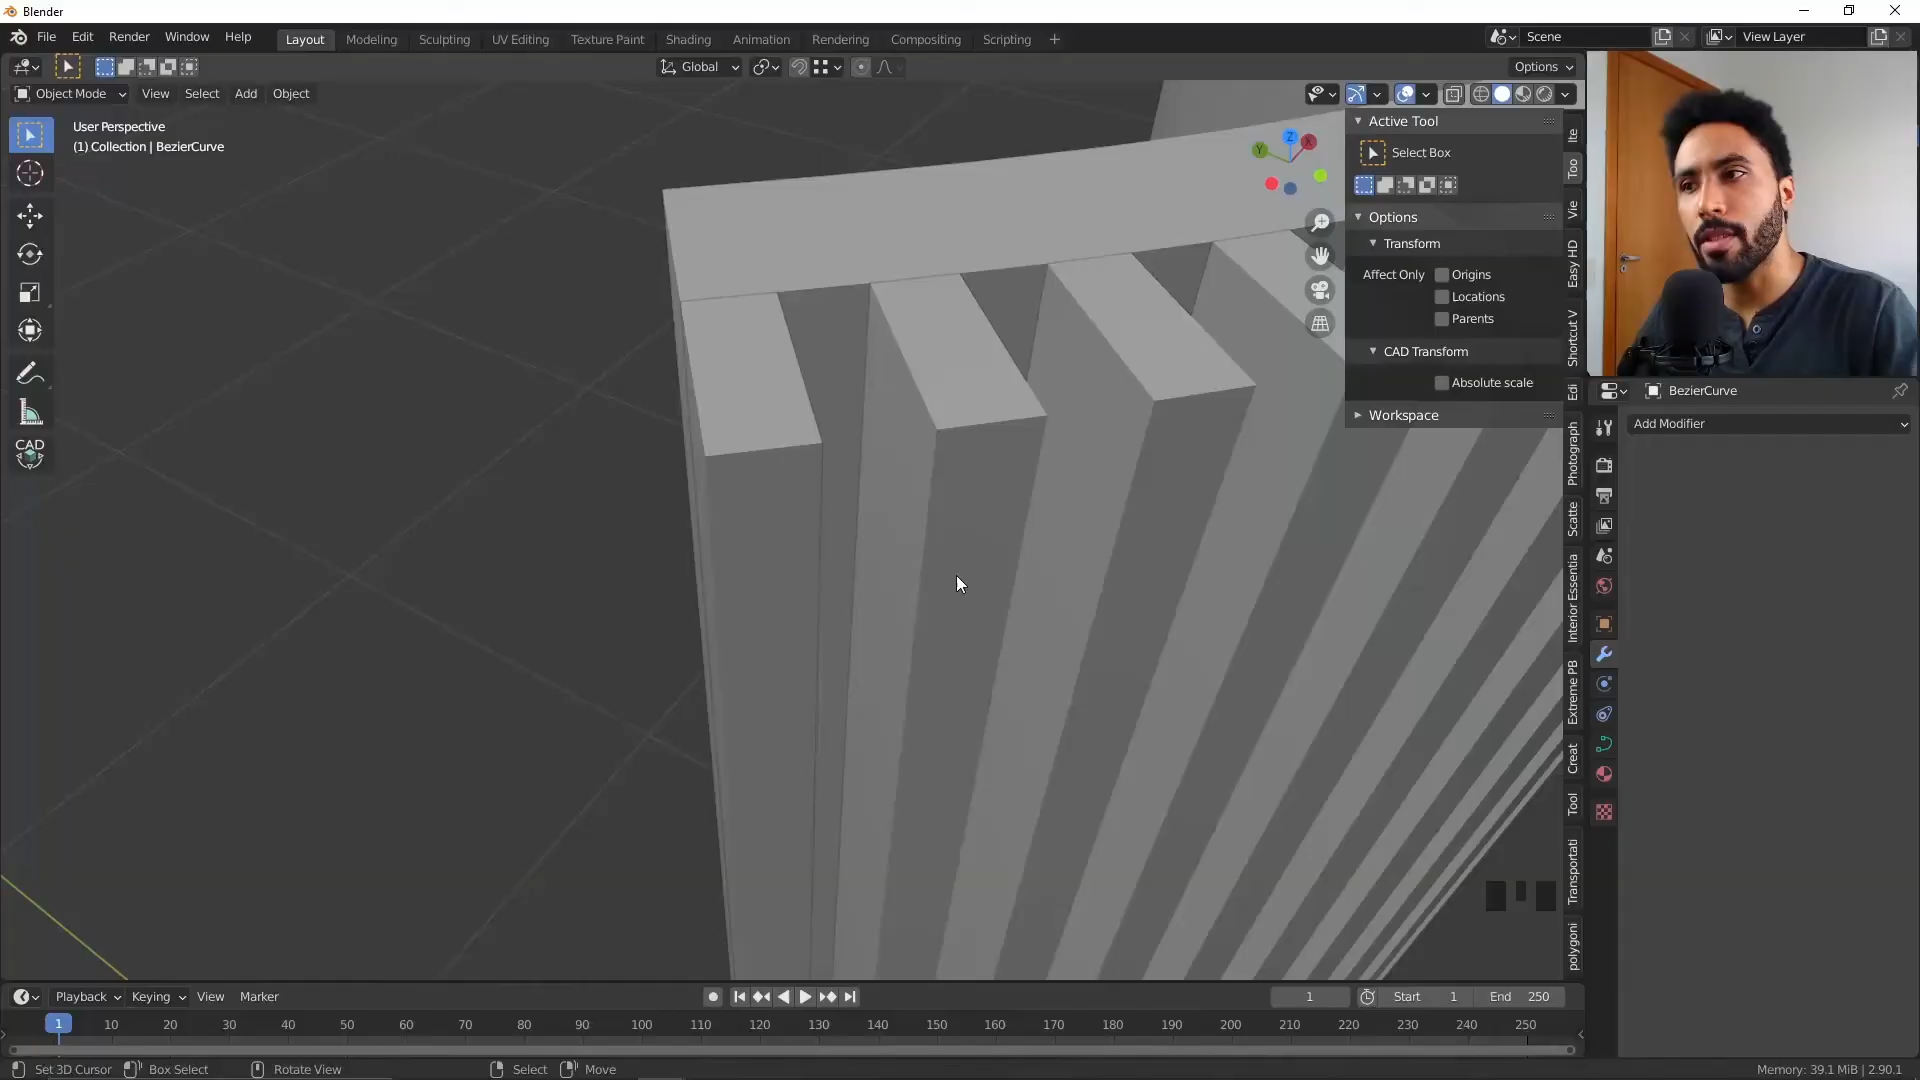 Blender
File Edit Render Window Help Layout Modeling Sculpting UV Editing Texture Paint Shading Animation Rendering Compositing Scripting + Scene View Layer
Global Options
Object Mode View Select Add Object
User Perspective
(1) Collection | BezierCurve
Z
X
Y
Active Tool
Select Box
Options
Transform
Affect Only Origins
Locations
Parents
CAD Transform
Absolute scale
Workspace
Ite
Too
Vie
Easy HD
Shortcut V
Edi
Photograph
Scatte
Interior Essentia
Extreme PB
Creat
Tool
Transportati
polygoni
CAD
BezierCurve
Add Modifier
Playback Keying View Marker 1 Start 1 End 250
1 10 20 30 40 50 60 70 80 90 100 110 120 130 140 150 160 170 180 190 200 210 220 230 240 250
Set 3D Cursor Box Select Rotate View Select Move Memory: 39.1 MiB | 2.90.1